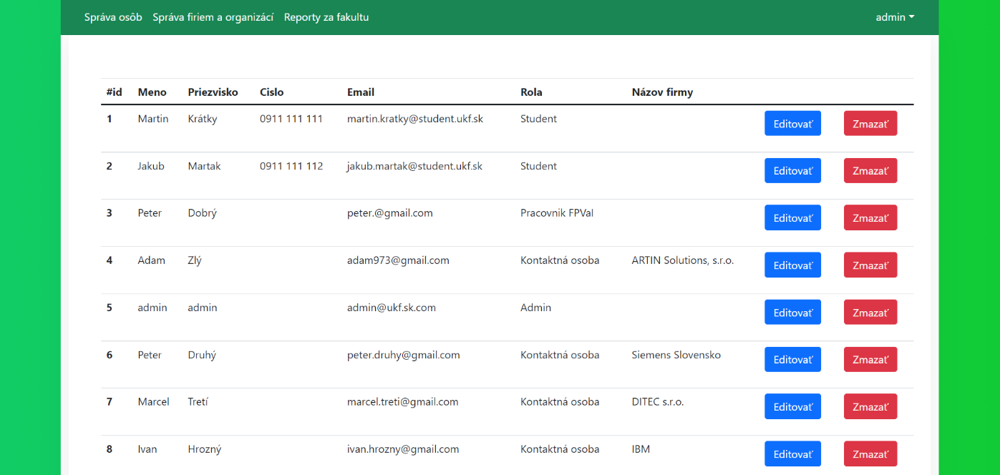 Správa osôb Správa firiem a organizácí Reporty za fakultu admin
#id Meno Priezvisko Cislo Email Rola Názov firmy
1 Martin Krátky 0911 111 111 martin.kratky@student.ukf.sk Student Editovať Zmazať
2 Jakub Martak 0911 111 112 jakub.martak@student.ukf.sk Student Editovať Zmazať
3 Peter Dobrý peter.@gmail.com Pracovnik FPVal Editovať Zmazať
4 Adam Zlý adam973@gmail.com Kontaktná osoba ARTIN Solutions, s.r.o. Editovať Zmazať
5 admin admin admin@ukf.sk.com Admin Editovať Zmazať
6 Peter Druhý peter.druhy@gmail.com Kontaktná osoba Siemens Slovensko Editovať Zmazať
7 Marcel Tretí marcel.treti@gmail.com Kontaktná osoba DITEC s.r.o. Editovať Zmazať
8 Ivan Hrozný ivan.hrozny@gmail.com Kontaktná osoba IBM Editovať Zmazať